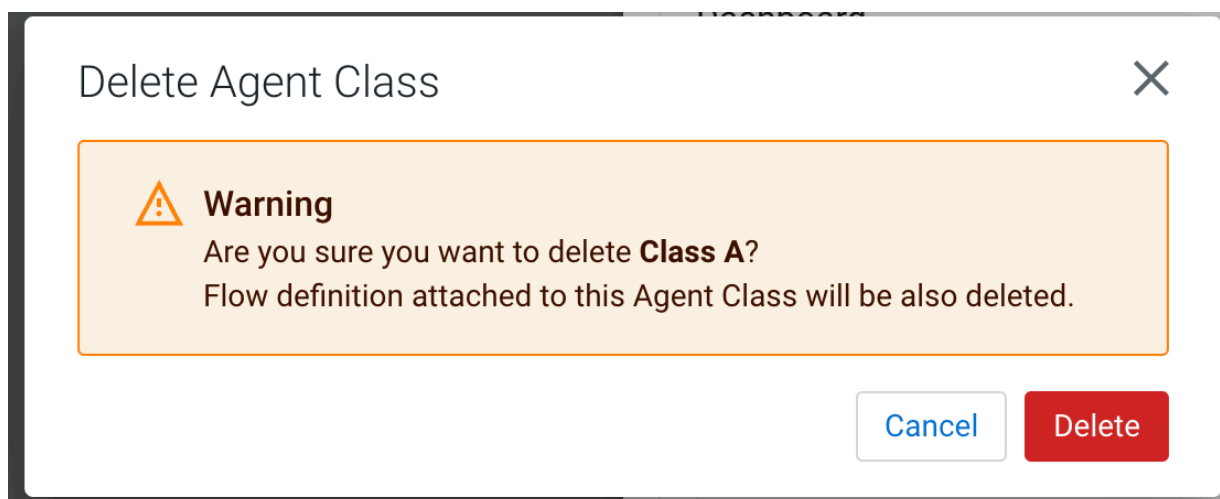 Delete Agent Class
Warning
Are you sure you want to delete Class A?
Flow definition attached to this Agent Class will be also deleted.
Cancel
Delete